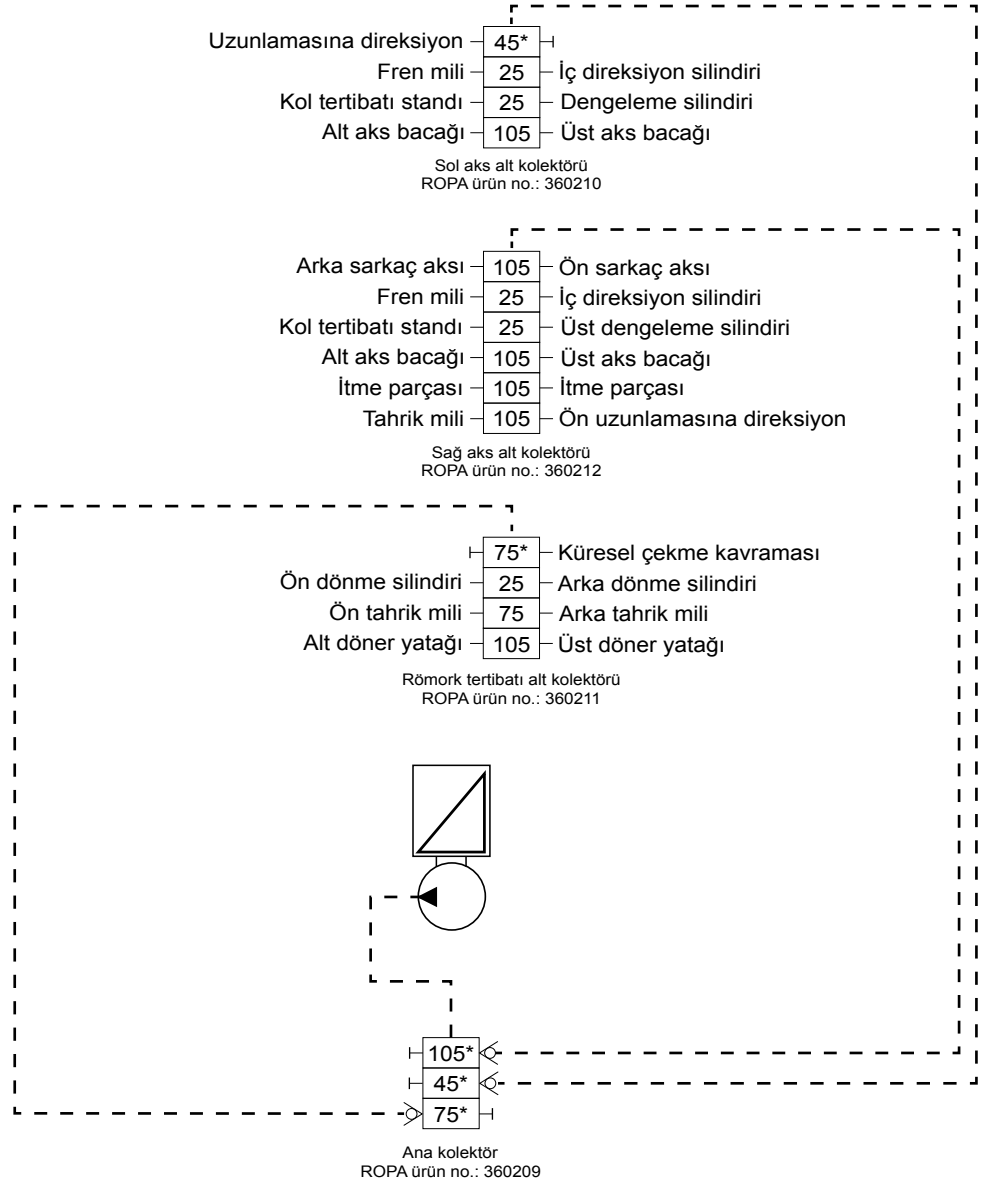 Uzunlamasına direksiyon 45*
Fren mili 25 İç direksiyon silindiri
Kol tertibatı standı 25 Dengeleme silindiri
Alt aks bacağı 105 Üst aks bacağı
Sol aks alt kolektörü
ROPA ürün no.: 360210
Arka sarkaç aksı 105 Ön sarkaç aksı
Fren mili 25 İç direksiyon silindiri
Kol tertibatı standı 25 Üst dengeleme silindiri
Alt aks bacağı 105 Üst aks bacağı
İtme parçası 105 İtme parçası
Tahrik mili 105 Ön uzunlamasına direksiyon
Sağ aks alt kolektörü
ROPA ürün no.: 360212
75* Küresel çekme kavraması
Ön dönme silindiri 25 Arka dönme silindiri
Ön tahrik mili 75 Arka tahrik mili
Alt döner yatağı 105 Üst döner yatağı
Römork tertibatı alt kolektörü
ROPA ürün no.: 360211
105*
45*
75*
Ana kolektör
ROPA ürün no.: 360209